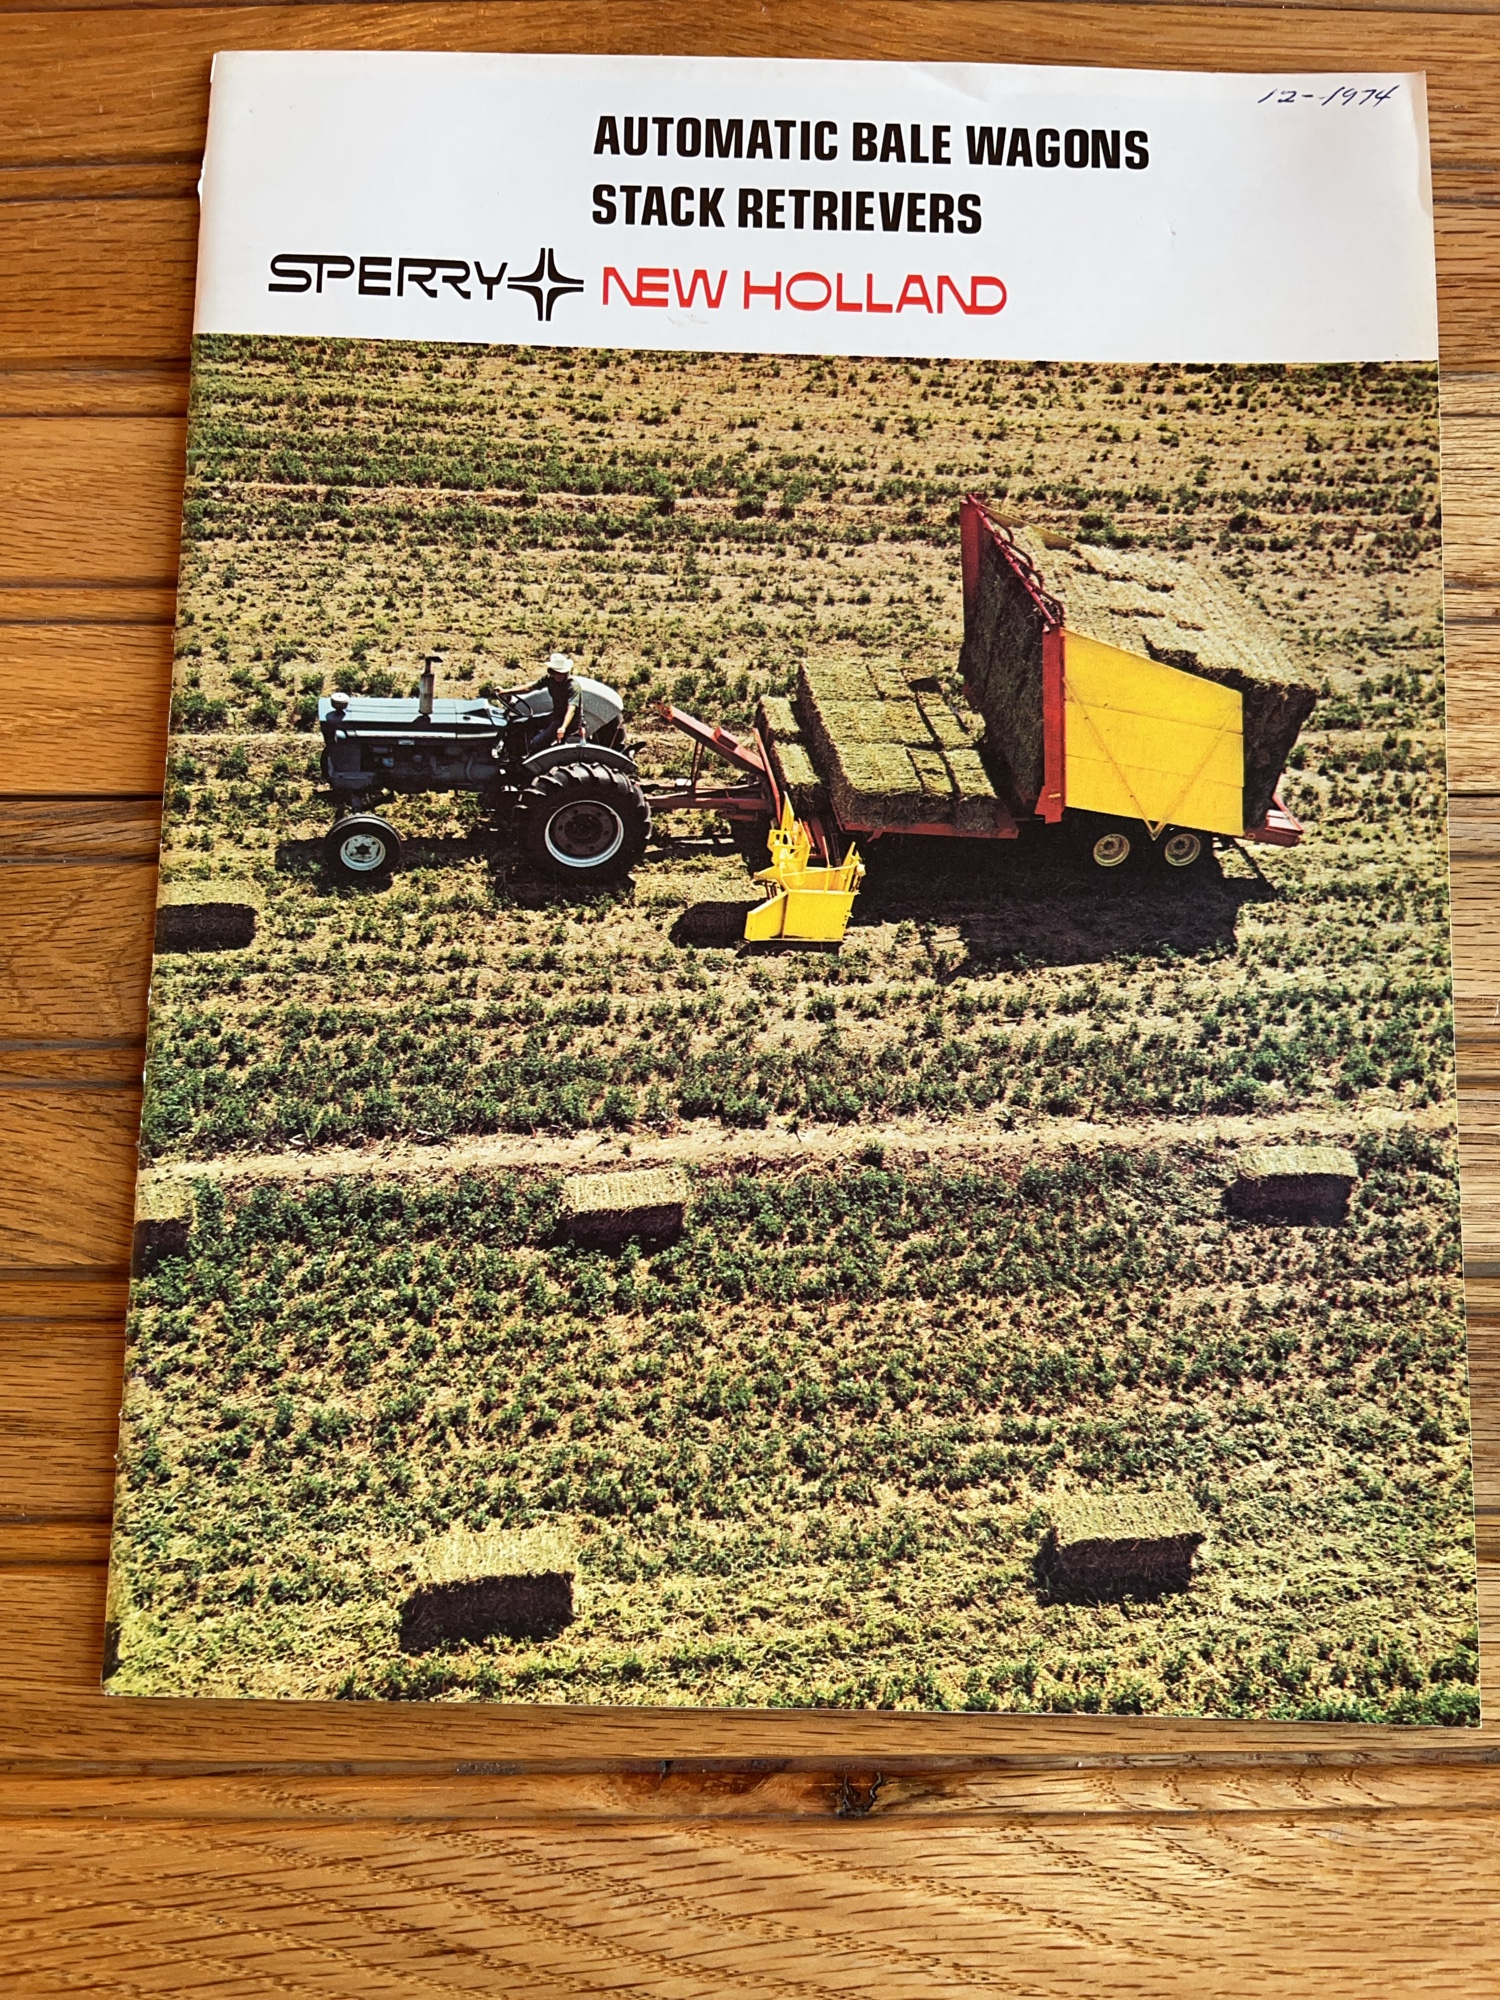 12-1974
AUTOMATIC BALE WAGONS
STACK RETRIEVERS
SPERRY NEW HOLLAND